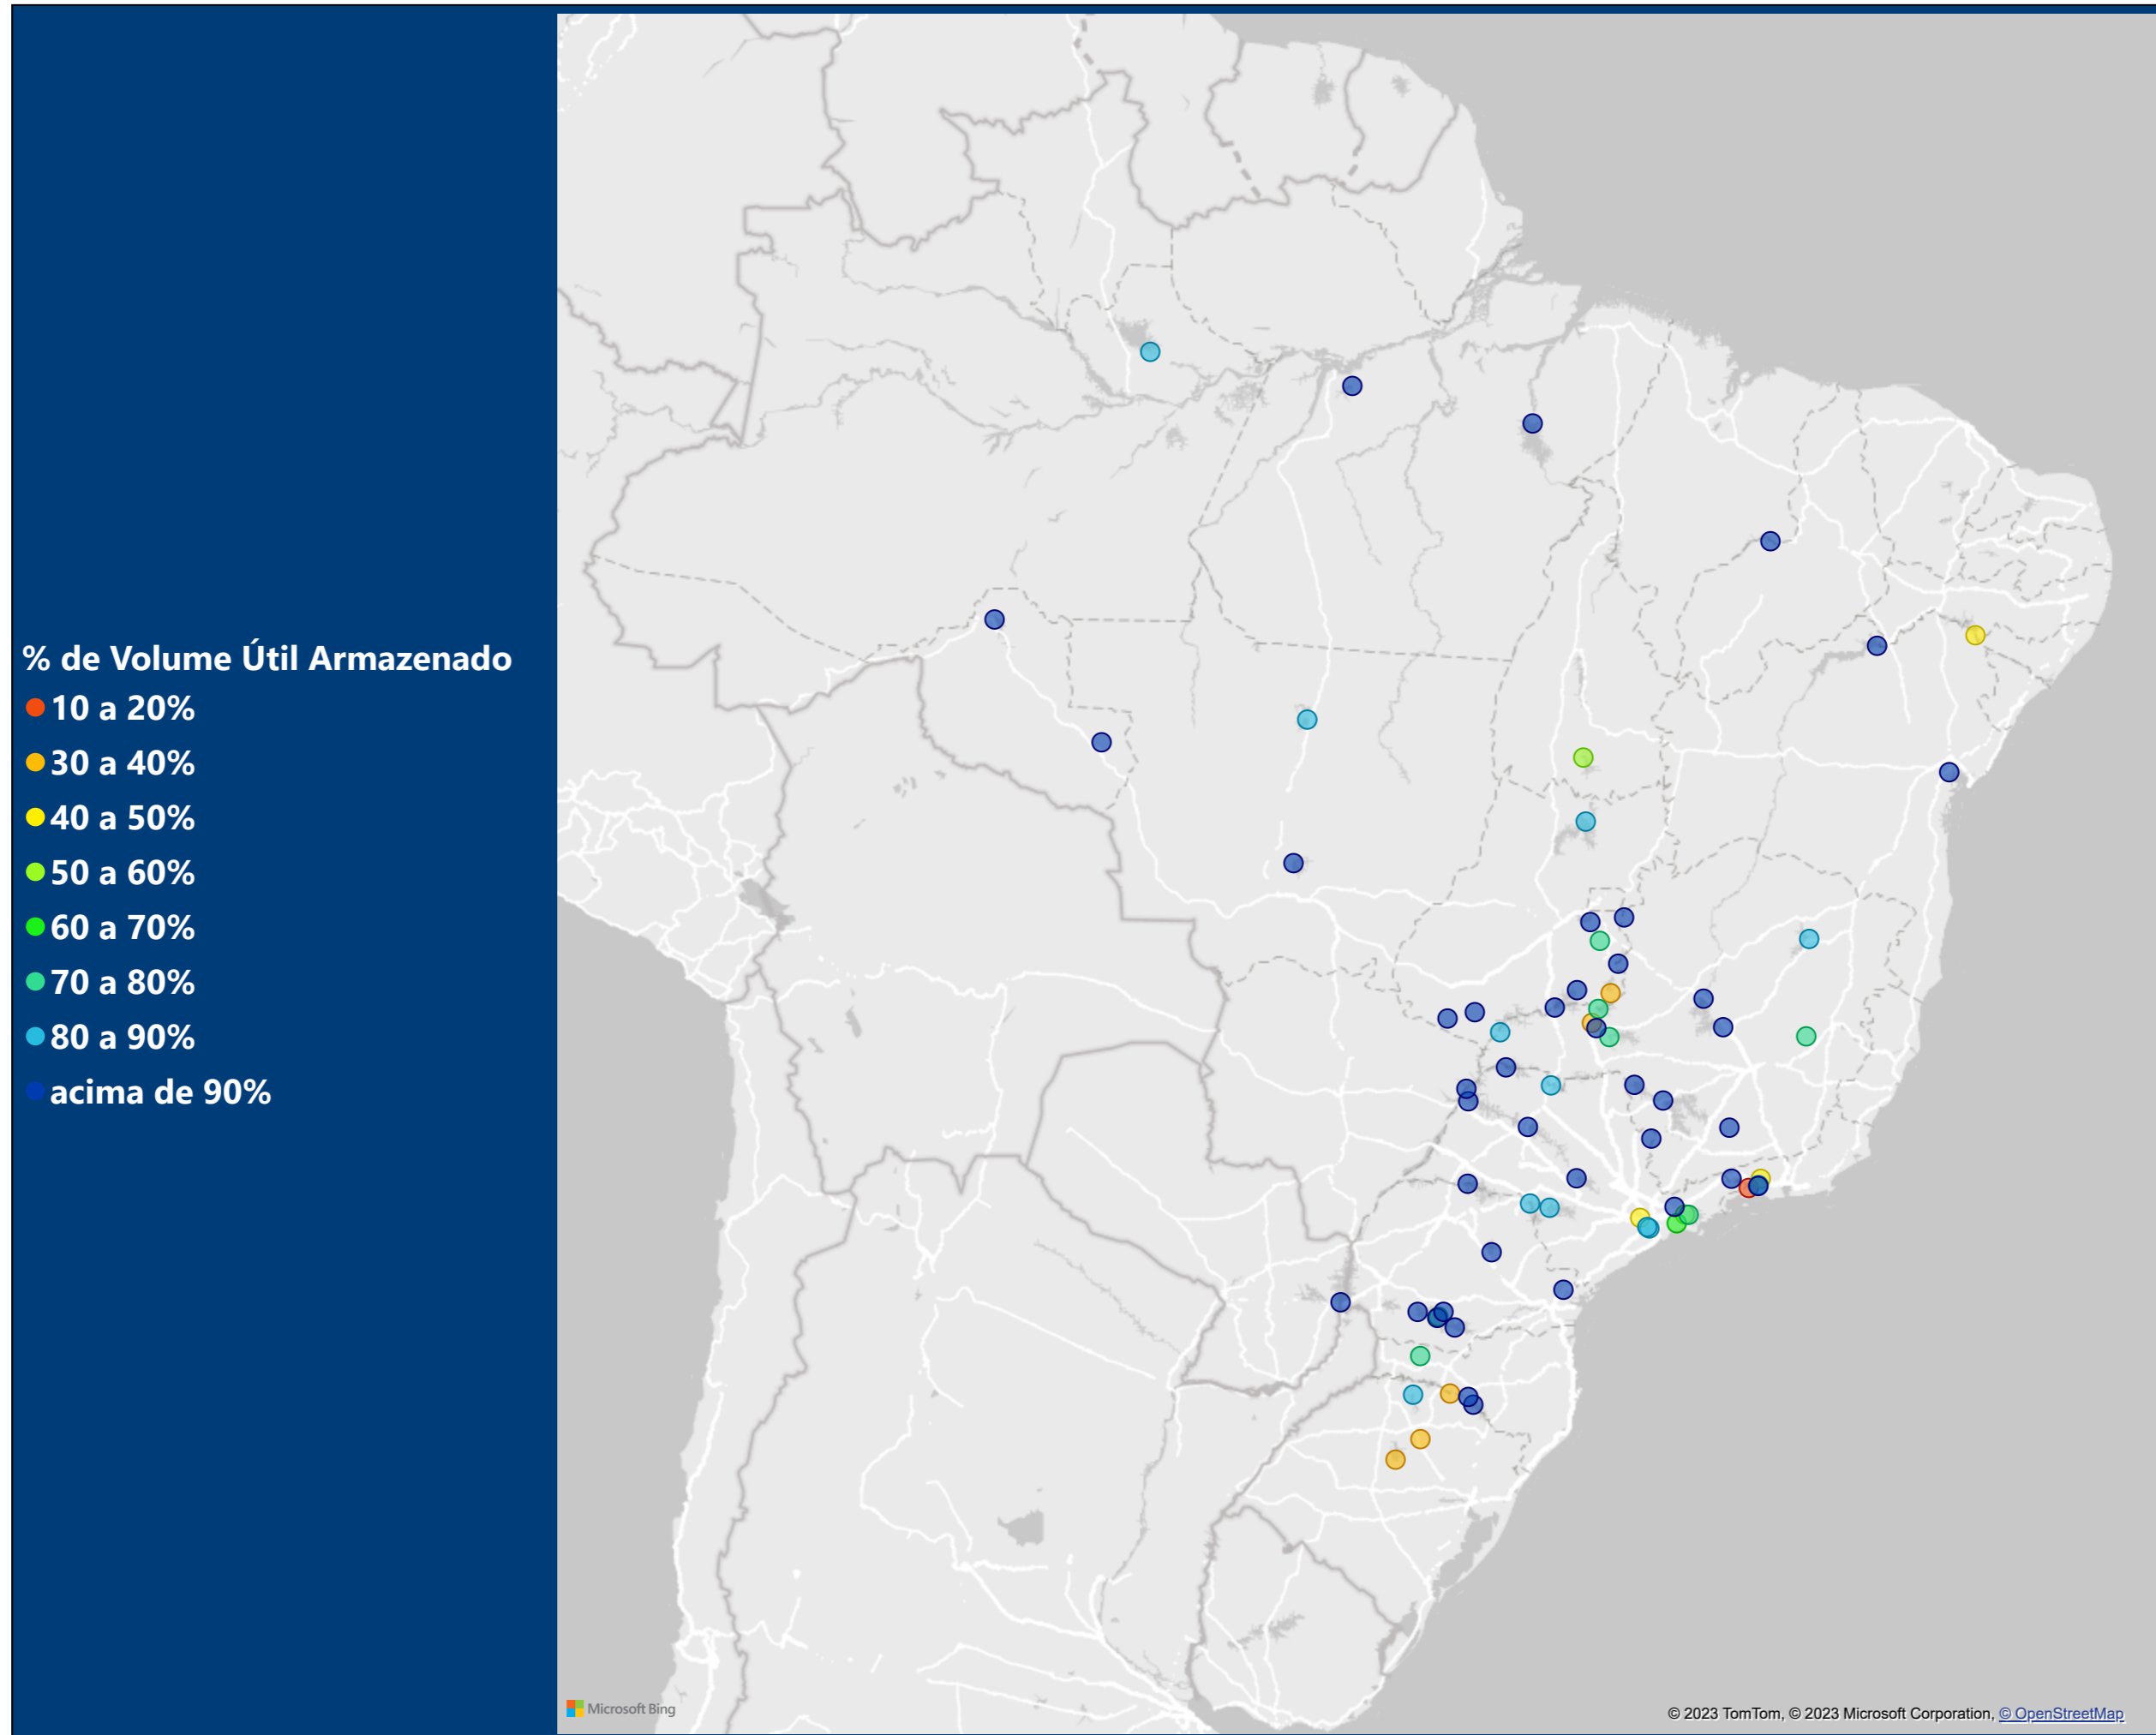 % de Volume Útil Armazenado
10 a 20%
30 a 40%
40 a 50%
50 a 60%
60 a 70%
70 a 80%
80 a 90%
acima de 90%
Microsoft Bing
© 2023 TomTom, © 2023 Microsoft Corporation, © OpenStreetMap